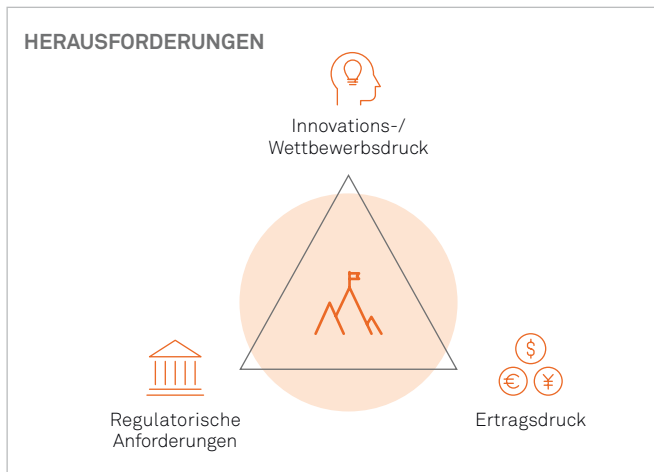 HERAUSFORDERUNGEN
Innovations-/
Wettbewerbsdruck
$
€ ¥
Regulatorische
Anforderungen
Ertragsdruck